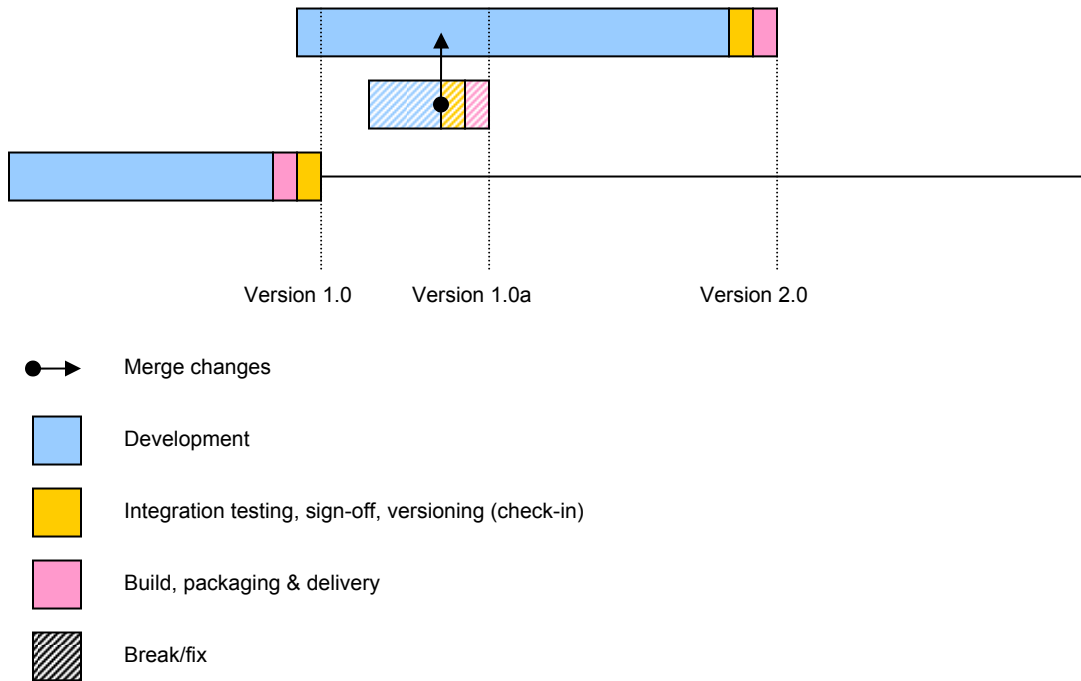 Version 1.0
Version 1.0a
Version 2.0
Merge changes
Development
Integration testing, sign-off, versioning (check-in)
Build, packaging & delivery
Break/fix